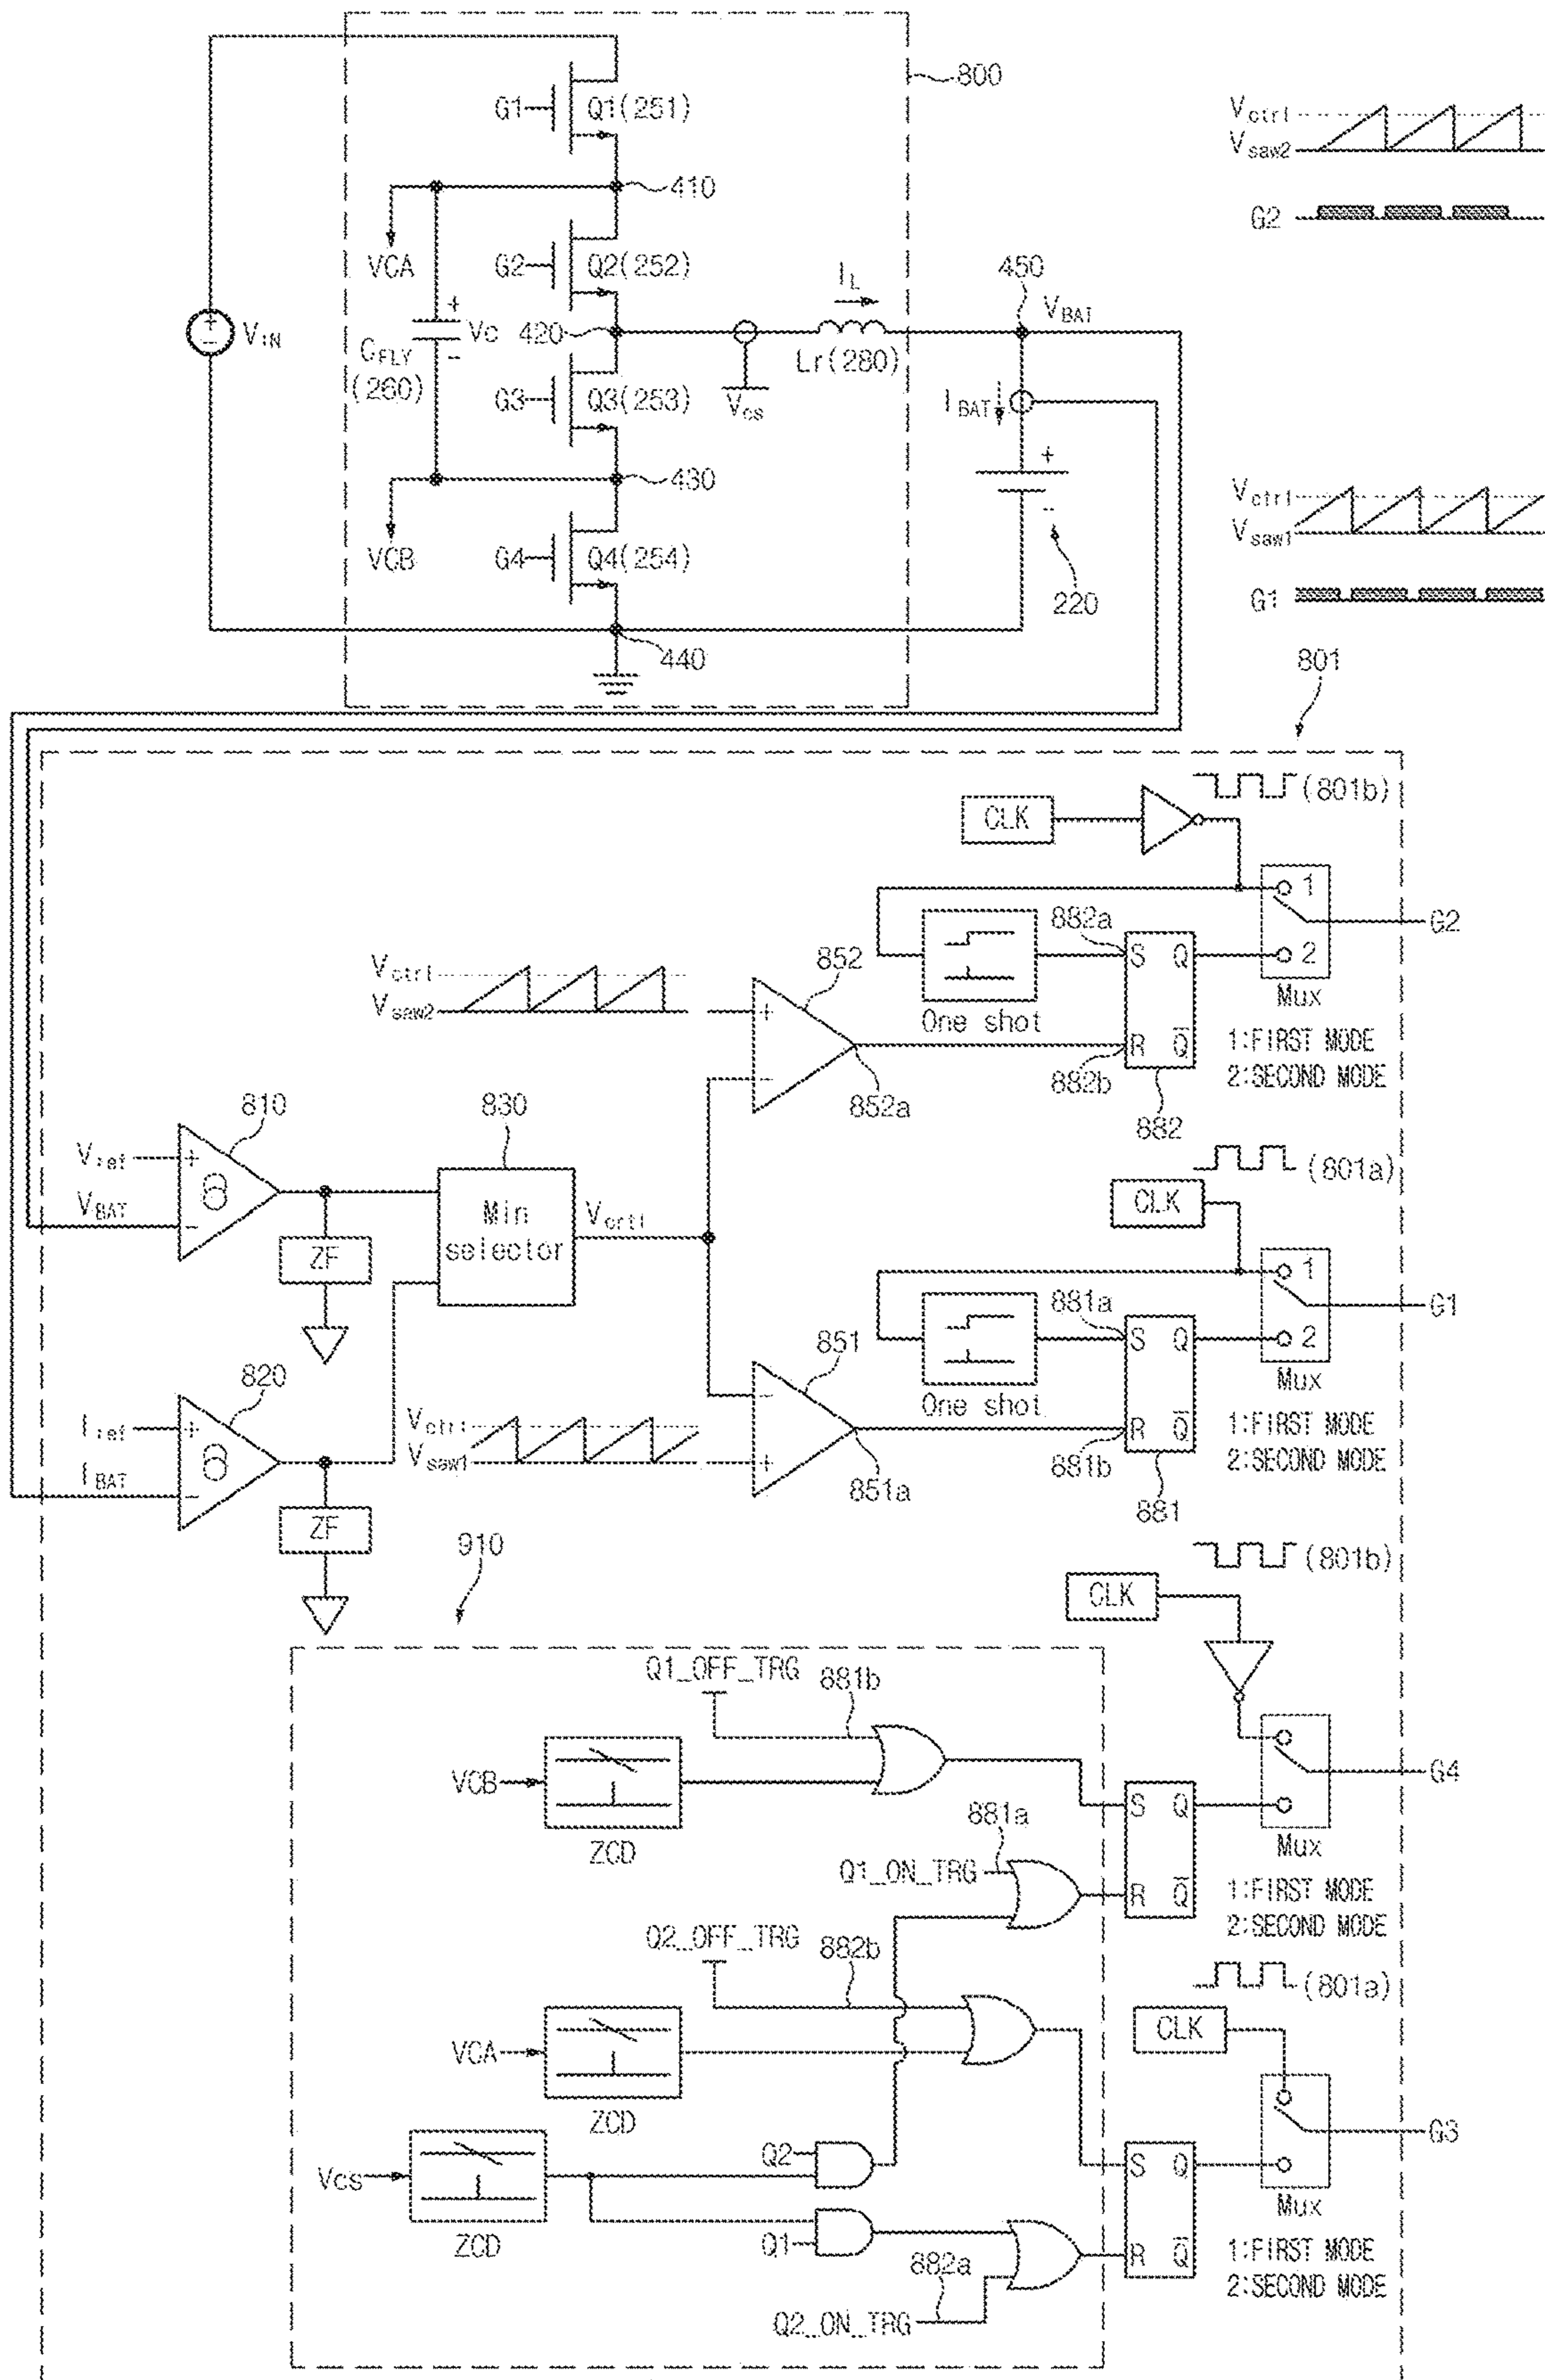 800
G1
Q1(251)
410
VCA
G2
Q2(252)
VIN
CFLY
(260)
+
Vc
-
420
IL
Lr(280)
Vcs
450
VBAT
G3
Q3(253)
IBAT
+
-
430
VCB
G4
Q4(254)
220
440
Vctrl
Vsaw2
G2
Vctrl
Vsaw1
G1
801
(801b)
CLK
1
G2
882a
S Q
2
Mux
One shot
Vctrl
Vsaw2
852
+
-
852a
R Q̅
882b
882
1:FIRST MODE
2:SECOND MODE
810
Vref
+
VBAT
-
ZF
830
Min
selector
Vcrtl
(801a)
CLK
1
G1
881a
S Q
2
Mux
One shot
851
-
+
851a
R Q̅
881b
881
1:FIRST MODE
2:SECOND MODE
820
Iref
+
IBAT
-
ZF
Vctrl
Vsaw1
910
(801b)
CLK
Q1_OFF_TRG
881b
VCB
ZCD
G4
S Q
Mux
881a
Q1_ON_TRG
R Q̅
1:FIRST MODE
2:SECOND MODE
Q2_OFF_TRG
882b
(801a)
CLK
VCA
ZCD
G3
Q2
Vcs
ZCD
S Q
Mux
Q1
R Q̅
882a
Q2_ON_TRG
1:FIRST MODE
2:SECOND MODE